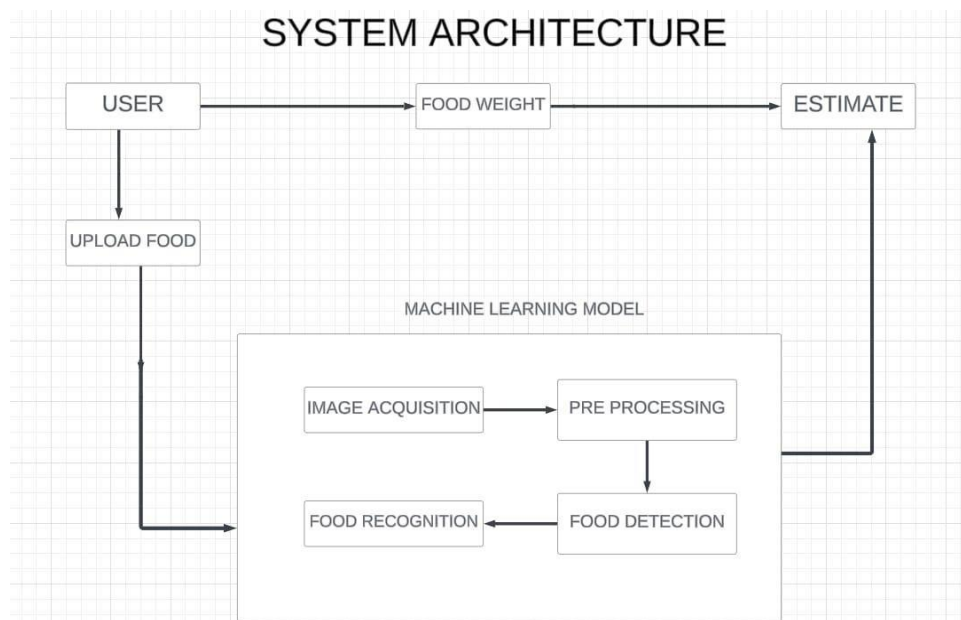 SYSTEM ARCHITECTURE
USER
FOOD WEIGHT
ESTIMATE
UPLOAD FOOD
MACHINE LEARNING MODEL
IMAGE ACQUISITION
PRE PROCESSING
FOOD RECOGNITION
FOOD DETECTION